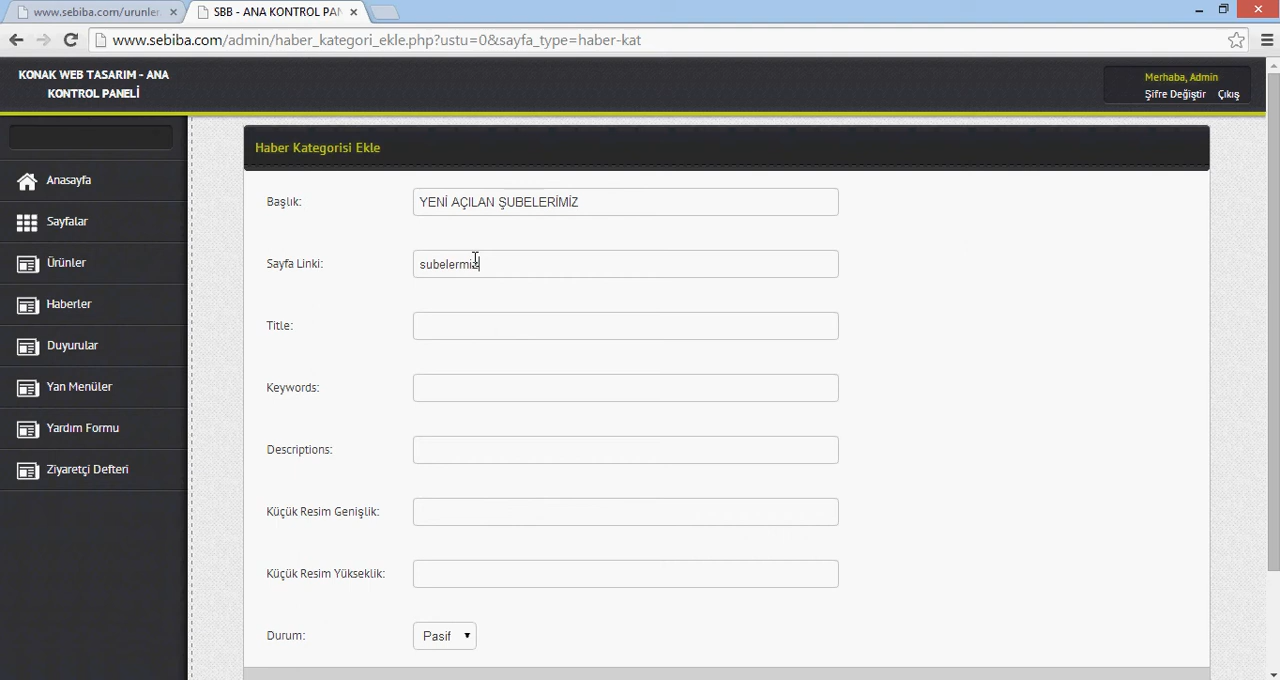 www.sebiba.com/urunler
SBB - ANA KONTROL PAN
www.sebiba.com/admin/haber_kategori_ekle.php?ustu=0&sayfa_type=haber-kat
KONAK WEB TASARIM - ANA
KONTROL PANELİ
Merhaba, Admin
Şifre Değiştir Çıkış
Anasayfa
Sayfalar
Ürünler
Haberler
Duyurular
Yan Menüler
Yardım Formu
Ziyaretçi Defteri
Haber Kategorisi Ekle
Başlık: YENİ AÇILAN ŞUBELERİMİZ
Sayfa Linki: subelermiz
Title:
Keywords:
Descriptions:
Küçük Resim Genişlik:
Küçük Resim Yükseklik:
Durum: Pasif